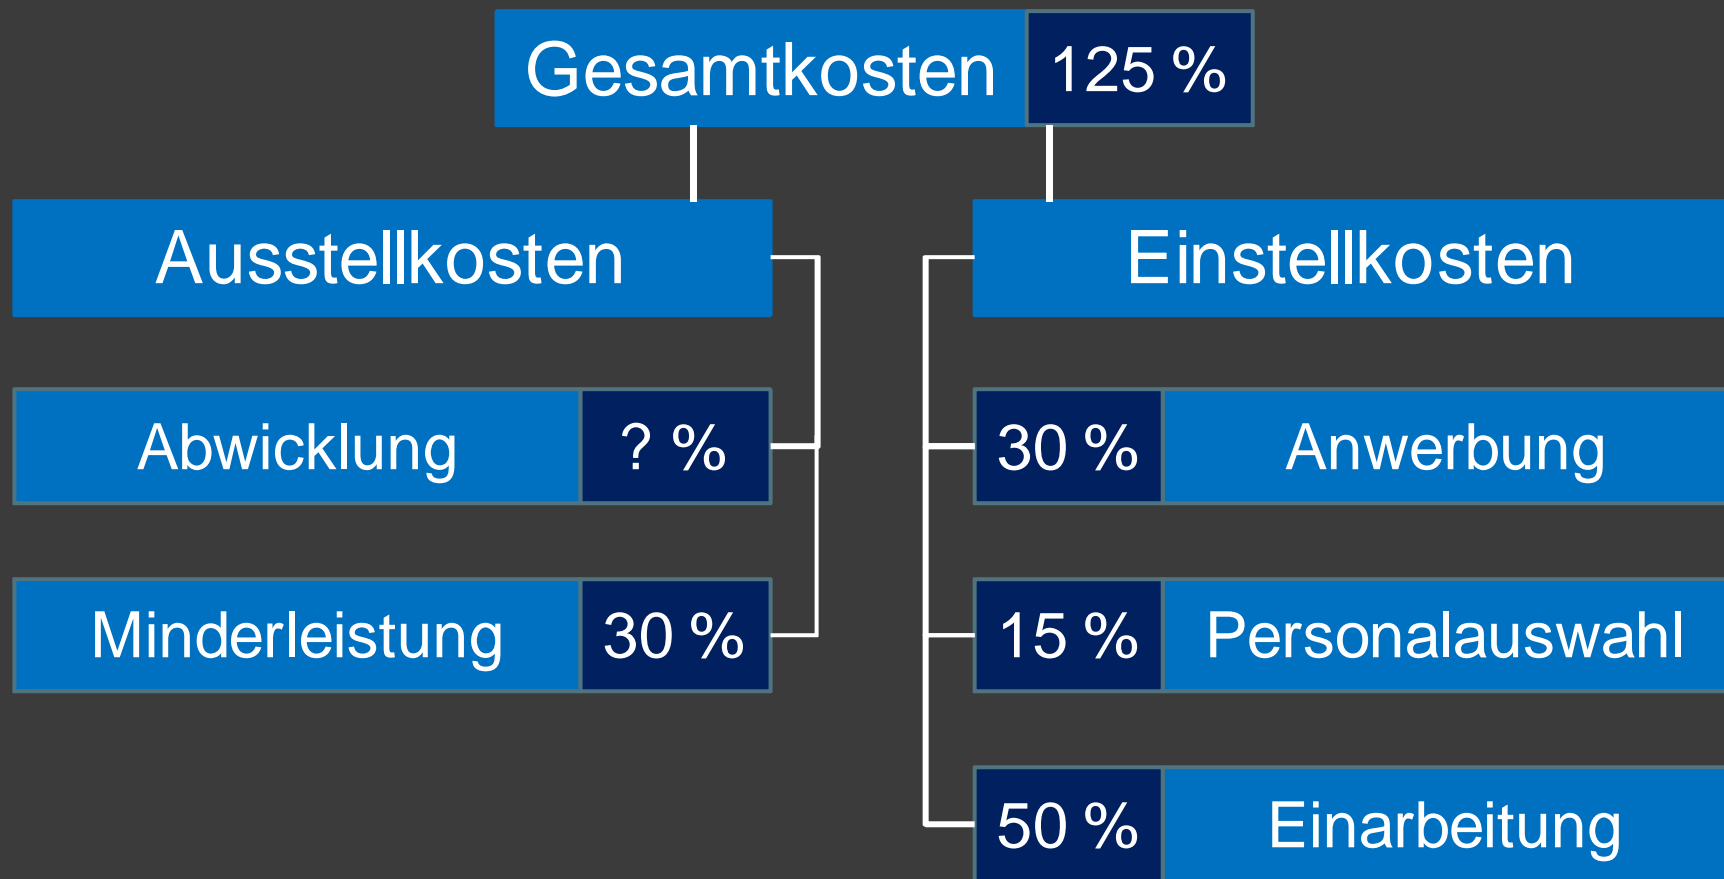 Gesamtkosten 125 %
Ausstellkosten
Einstellkosten
Abwicklung ? %
30 % Anwerbung
Minderleistung 30 %
15 % Personalauswahl
50 % Einarbeitung